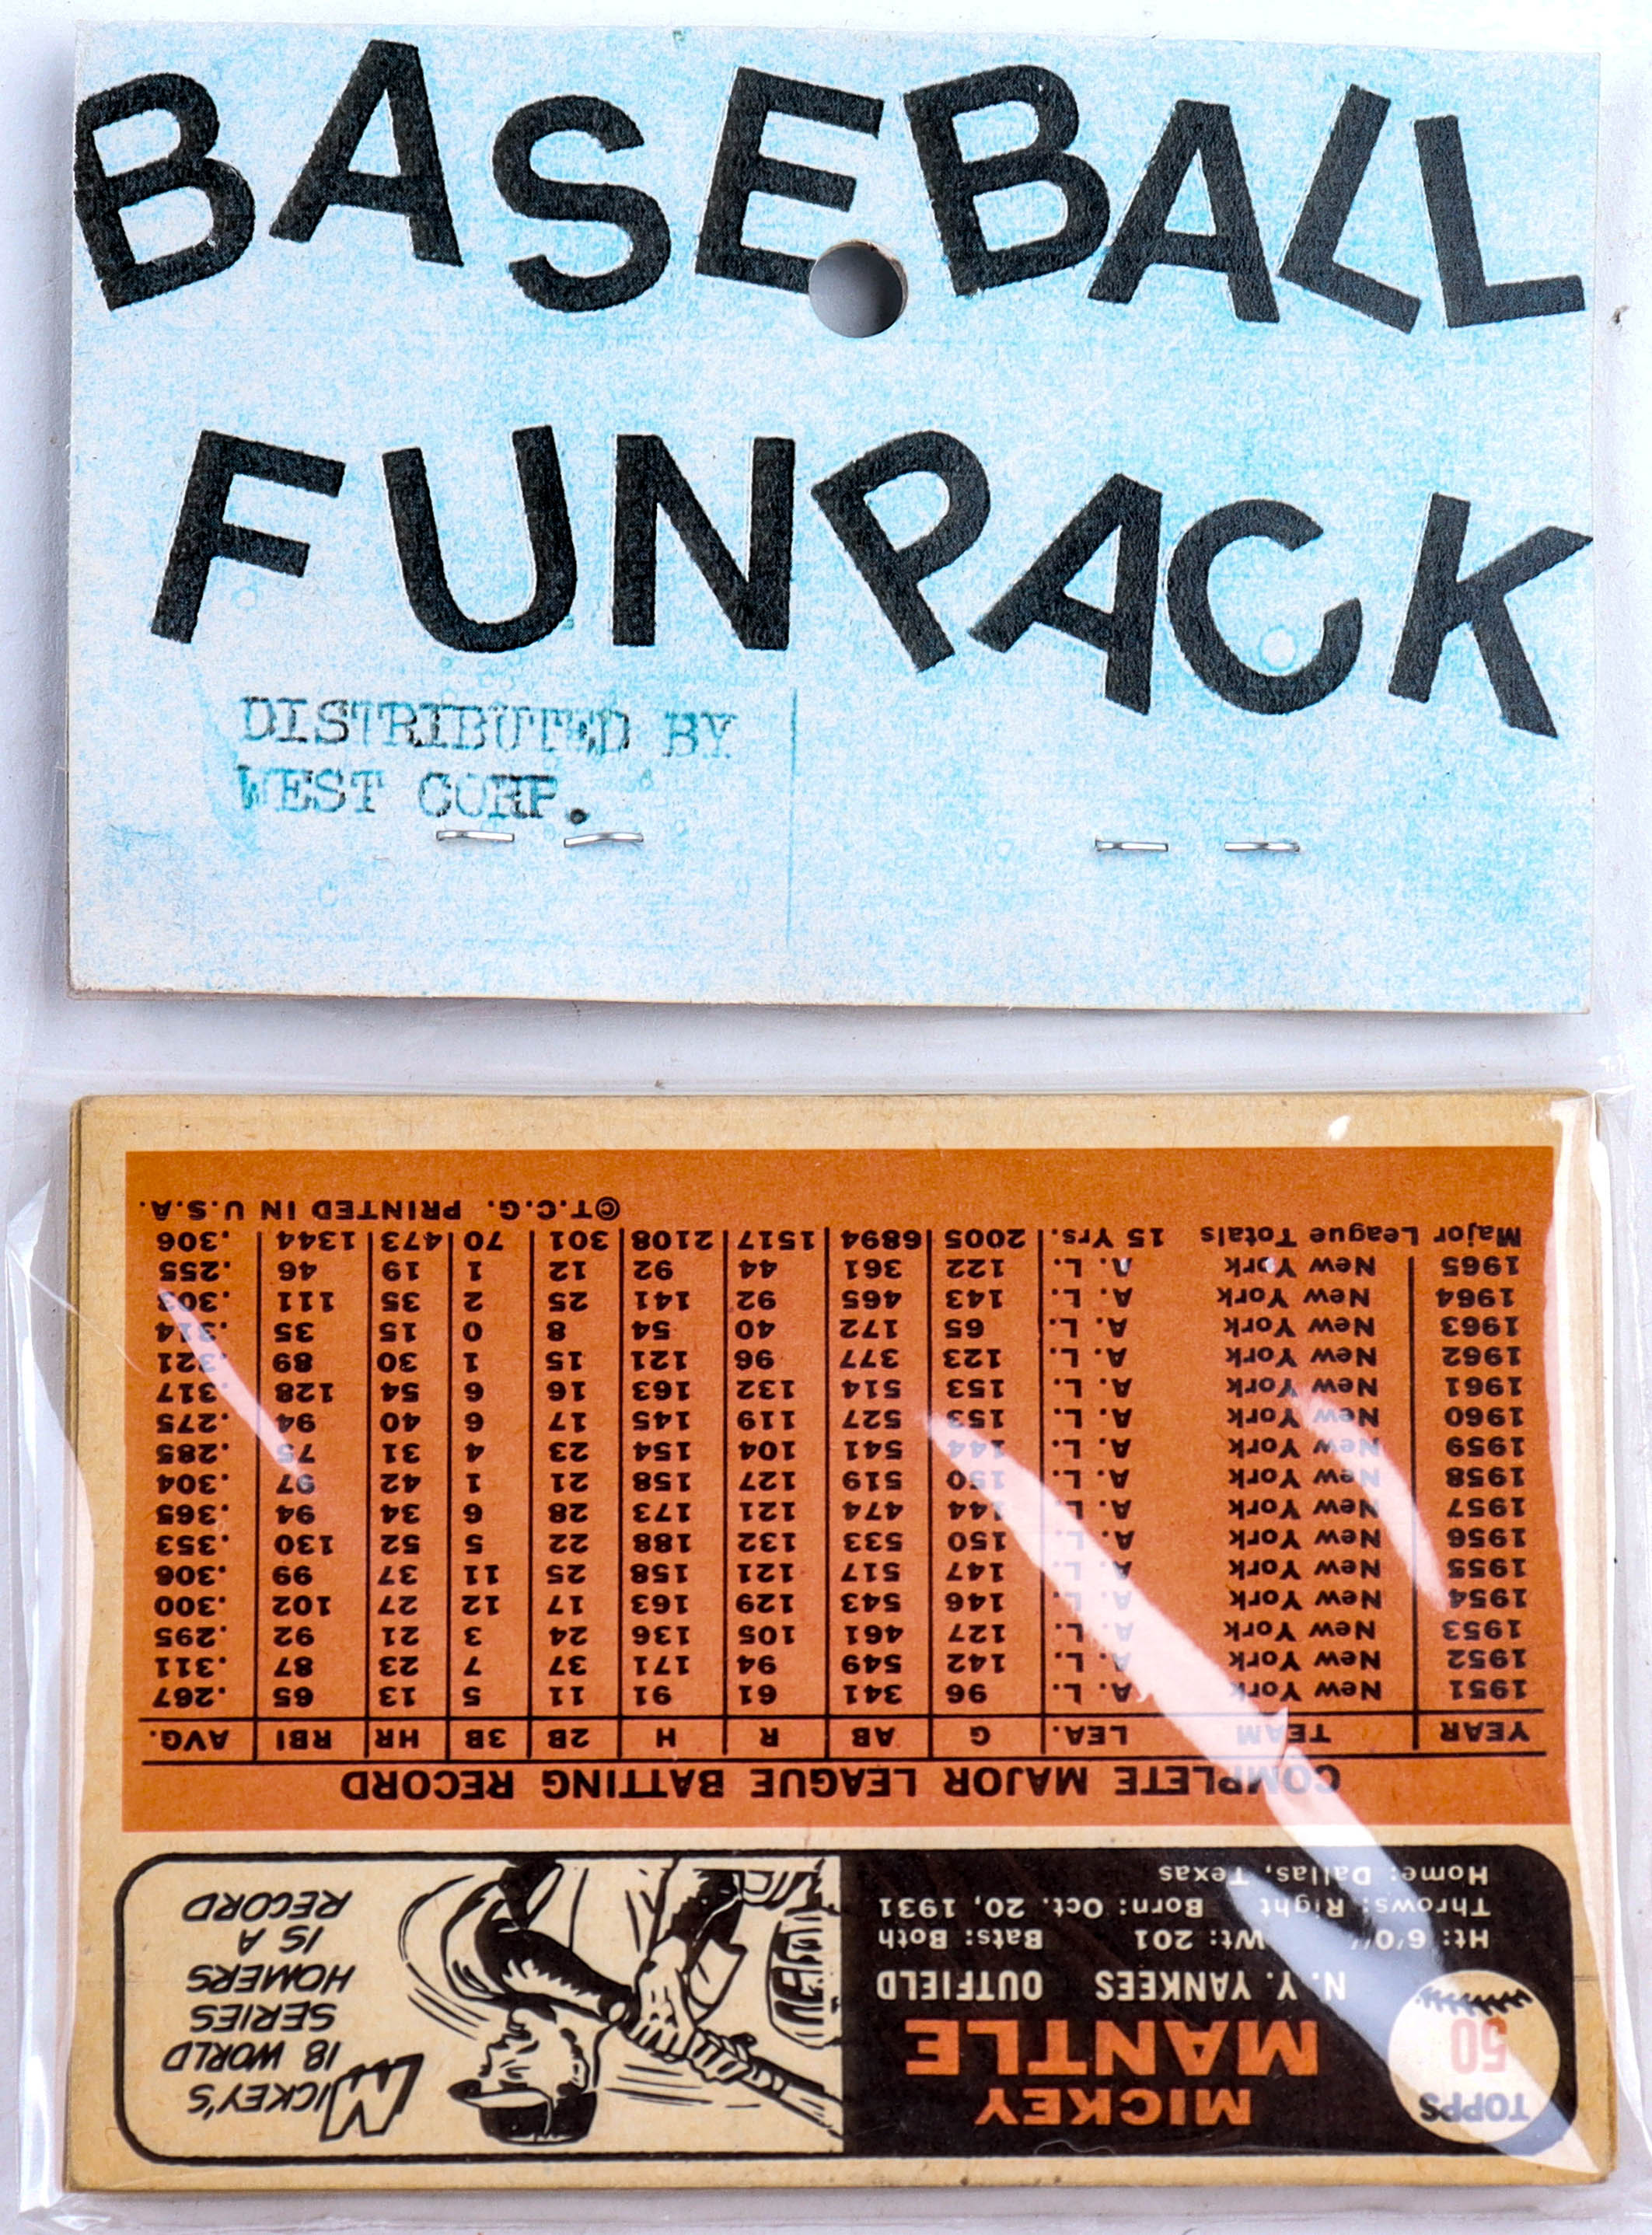 BASEBALL
FUNPACK
DISTRIBUTED BY
WEST CORP.
TOPPS
50
MICKEY
MANTLE
N. Y. YANKEES OUTFIELD
Ht: 6'0" Wt: 201 Bats: Both
Throws: Right Born: Oct. 20, 1931
Home: Dallas, Texas
MICKEY'S
18 WORLD
SERIES
HOMERS
IS A
RECORD
COMPLETE MAJOR LEAGUE BATTING RECORD
YEAR TEAM LEA. G AB R H 2B 3B HR RBI AVG.
1951 New York A. L. 96 341 61 91 11 5 13 65 .267
1952 New York A. L. 142 549 94 171 37 7 23 87 .311
1953 New York A. L. 127 461 105 136 24 3 21 92 .295
1954 New York A. L. 146 543 129 163 17 12 27 102 .300
1955 New York A. L. 147 517 121 158 25 11 37 99 .306
1956 New York A. L. 150 533 132 188 22 5 52 130 .353
1957 New York A. L. 144 474 121 173 28 6 34 94 .365
1958 New York A. L. 150 519 127 158 21 1 42 97 .304
1959 New York A. L. 144 541 104 154 23 4 31 75 .285
1960 New York A. L. 153 527 119 145 17 6 40 94 .275
1961 New York A. L. 153 514 132 163 16 6 54 128 .317
1962 New York A. L. 123 377 96 121 15 1 30 89 .321
1963 New York A. L. 65 172 40 54 8 0 15 35 .314
1964 New York A. L. 143 465 92 141 25 2 35 111 .303
1965 New York A. L. 122 361 44 92 12 1 19 46 .255
Major League Totals 15 Yrs. 2005 6894 1517 2108 301 70 473 1344 .306
©T.C.G. PRINTED IN U.S.A.